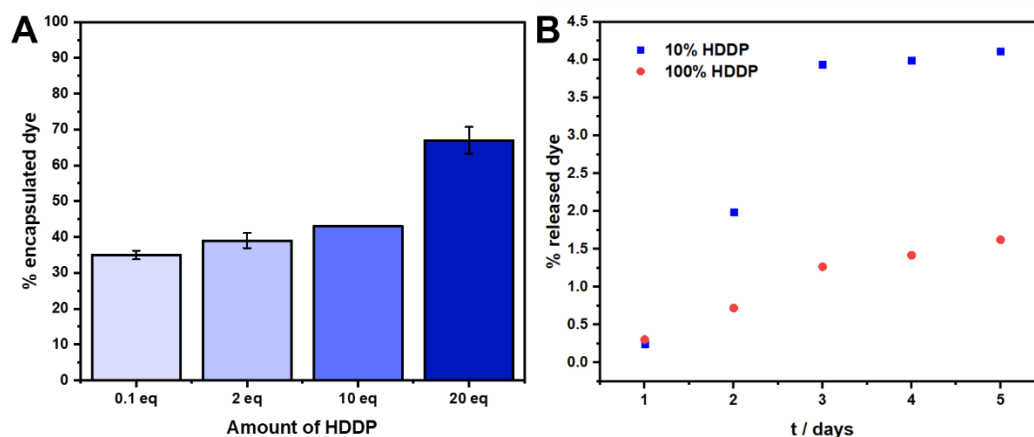 A
% encapsulated dye
100
90
80
70
60
50
40
30
20
10
0
0.1 eq 2 eq 10 eq 20 eq
Amount of HDDP
B
% released dye
4.5
4.0
3.5
3.0
2.5
2.0
1.5
1.0
0.5
0.0
10% HDDP
100% HDDP
1 2 3 4 5
t / days